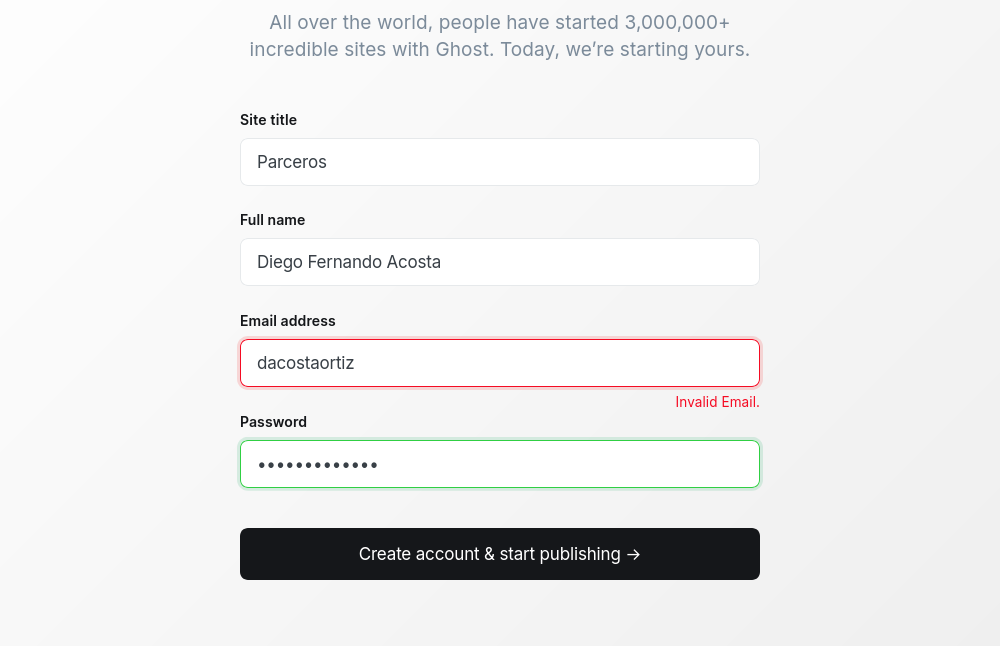 All over the world, people have started 3,000,000+
incredible sites with Ghost. Today, we’re starting yours.
Site title
Parceros
Full name
Diego Fernando Acosta
Email address
dacostaortiz
Invalid Email.
Password
•••••••••••••
Create account & start publishing →